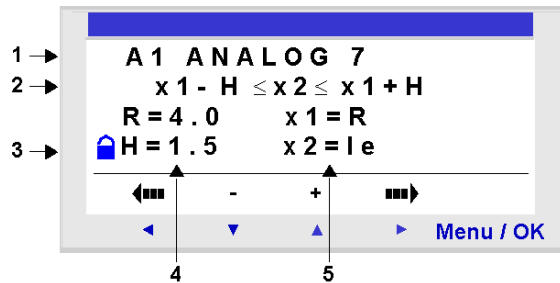 1 A1 ANALOG 7
2 x1 - H ≤ x2 ≤ x1 + H
R = 4.0 x1 = R
3 H = 1.5 x2 = Ie
- +
Menu / OK
4 5